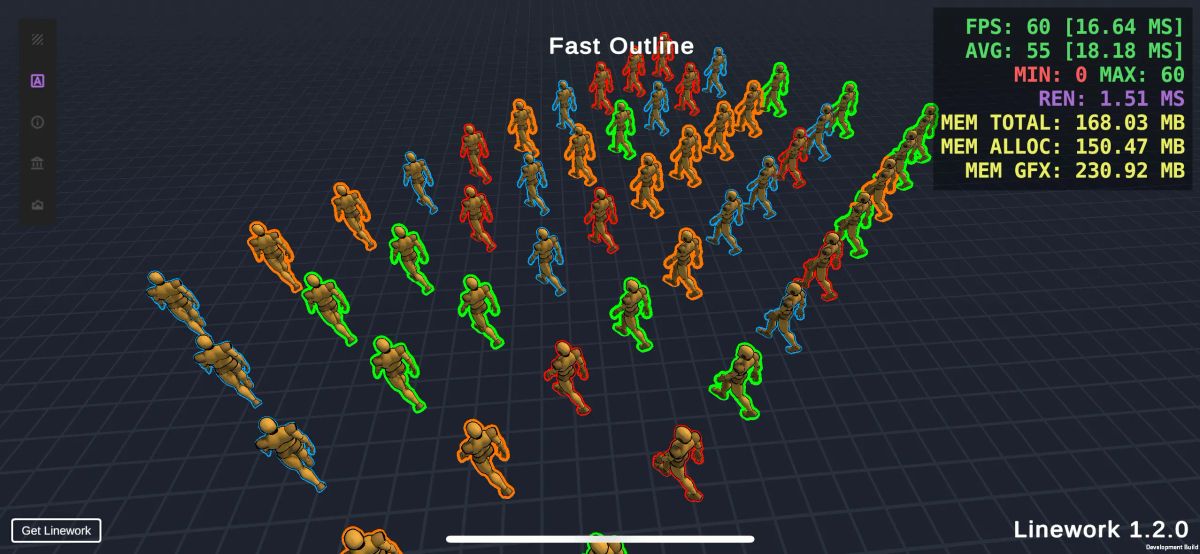 Fast Outline
FPS: 60 [16.64 MS]
AVG: 55 [18.18 MS]
MIN: 0 MAX: 60
REN: 1.51 MS
MEM TOTAL: 168.03 MB
MEM ALLOC: 150.47 MB
MEM GFX: 230.92 MB
A
Get Linework
Linework 1.2.0
Development Build